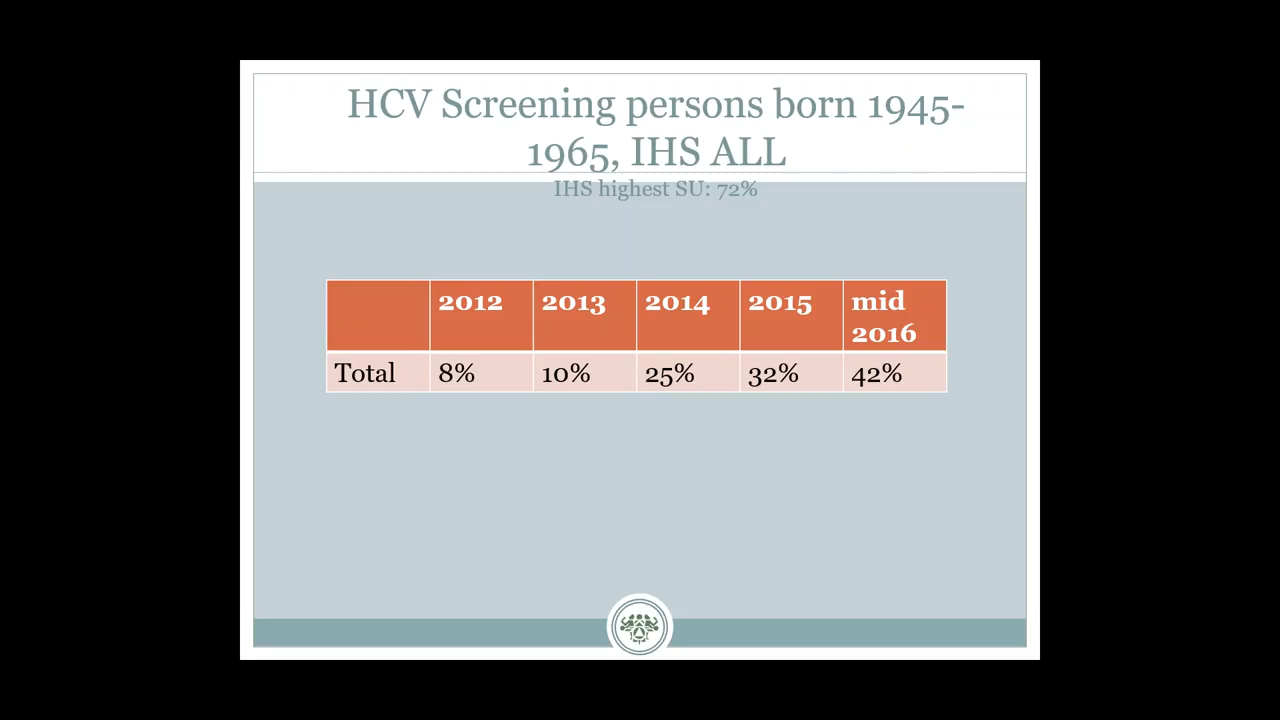 HCV Screening persons born 1945-
1965, IHS ALL
IHS highest SU: 72%
2012 2013 2014 2015 mid 2016
Total 8% 10% 25% 32% 42%